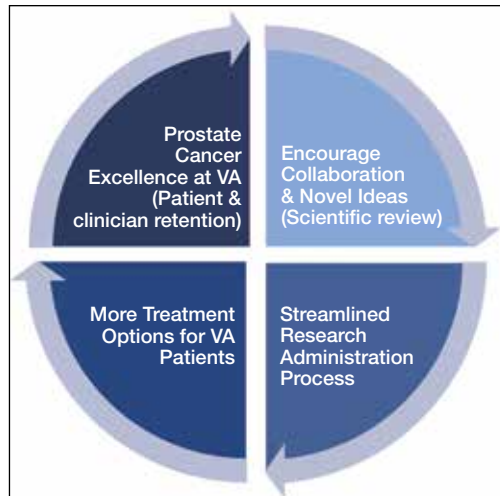 Prostate
Cancer
Excellence at VA
(Patient &
clinician retention)
Encourage
Collaboration
& Novel Ideas
(Scientific review)
More Treatment
Options for VA
Patients
Streamlined
Research
Administration
Process